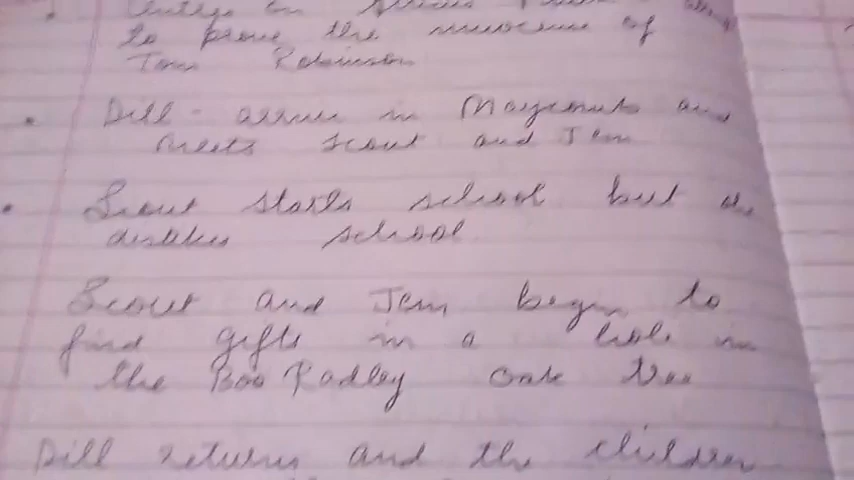 to prove the innocence of
Tom Robinson
Dill - arrives in Maycomb and
meets Scout and Jem
Scout starts school but she
dislikes school
Scout and Jem begin to
find gifts in a hole in
the Boo Radley oak tree
Dill returns and the children